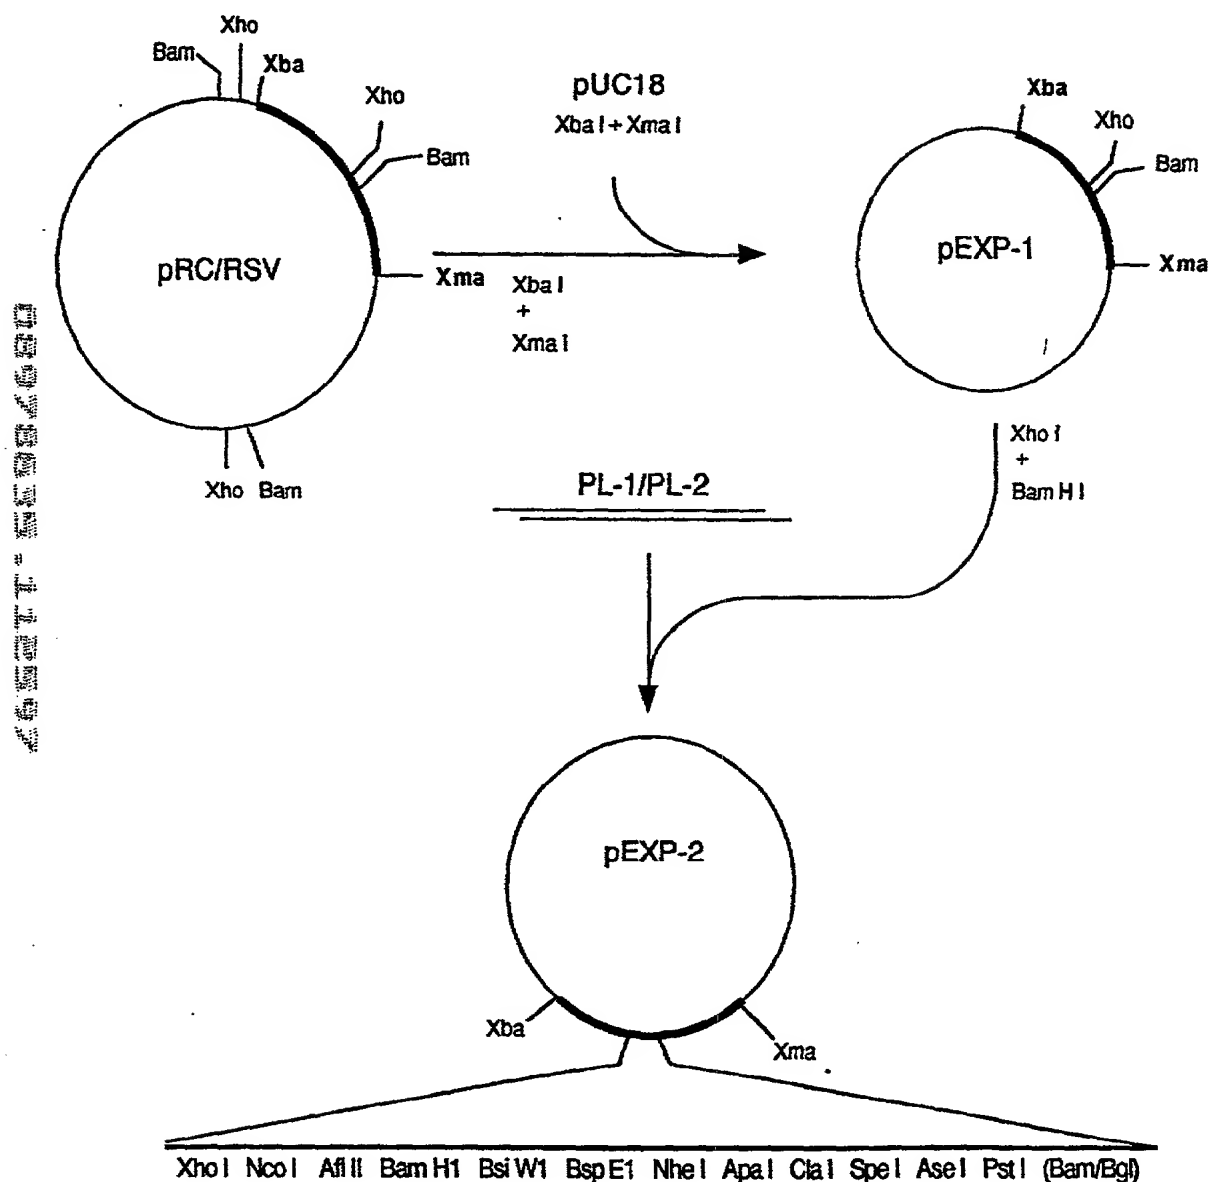 Xho
Bam
Xba
Xho
Bam
pRC/RSV
Xma
Xho Bam
pUC18
XbaI+XmaI
XbaI
+
XmaI
Xba
Xho
Bam
pEXP-1
Xma
XhoI
+
BamHI
PL-1/PL-2
pEXP-2
Xba
Xma
XhoI NcoI AflII BamH1 BsiW1 BspE1 NheI ApaI ClaI SpeI AseI PstI (Bam/Bgl)